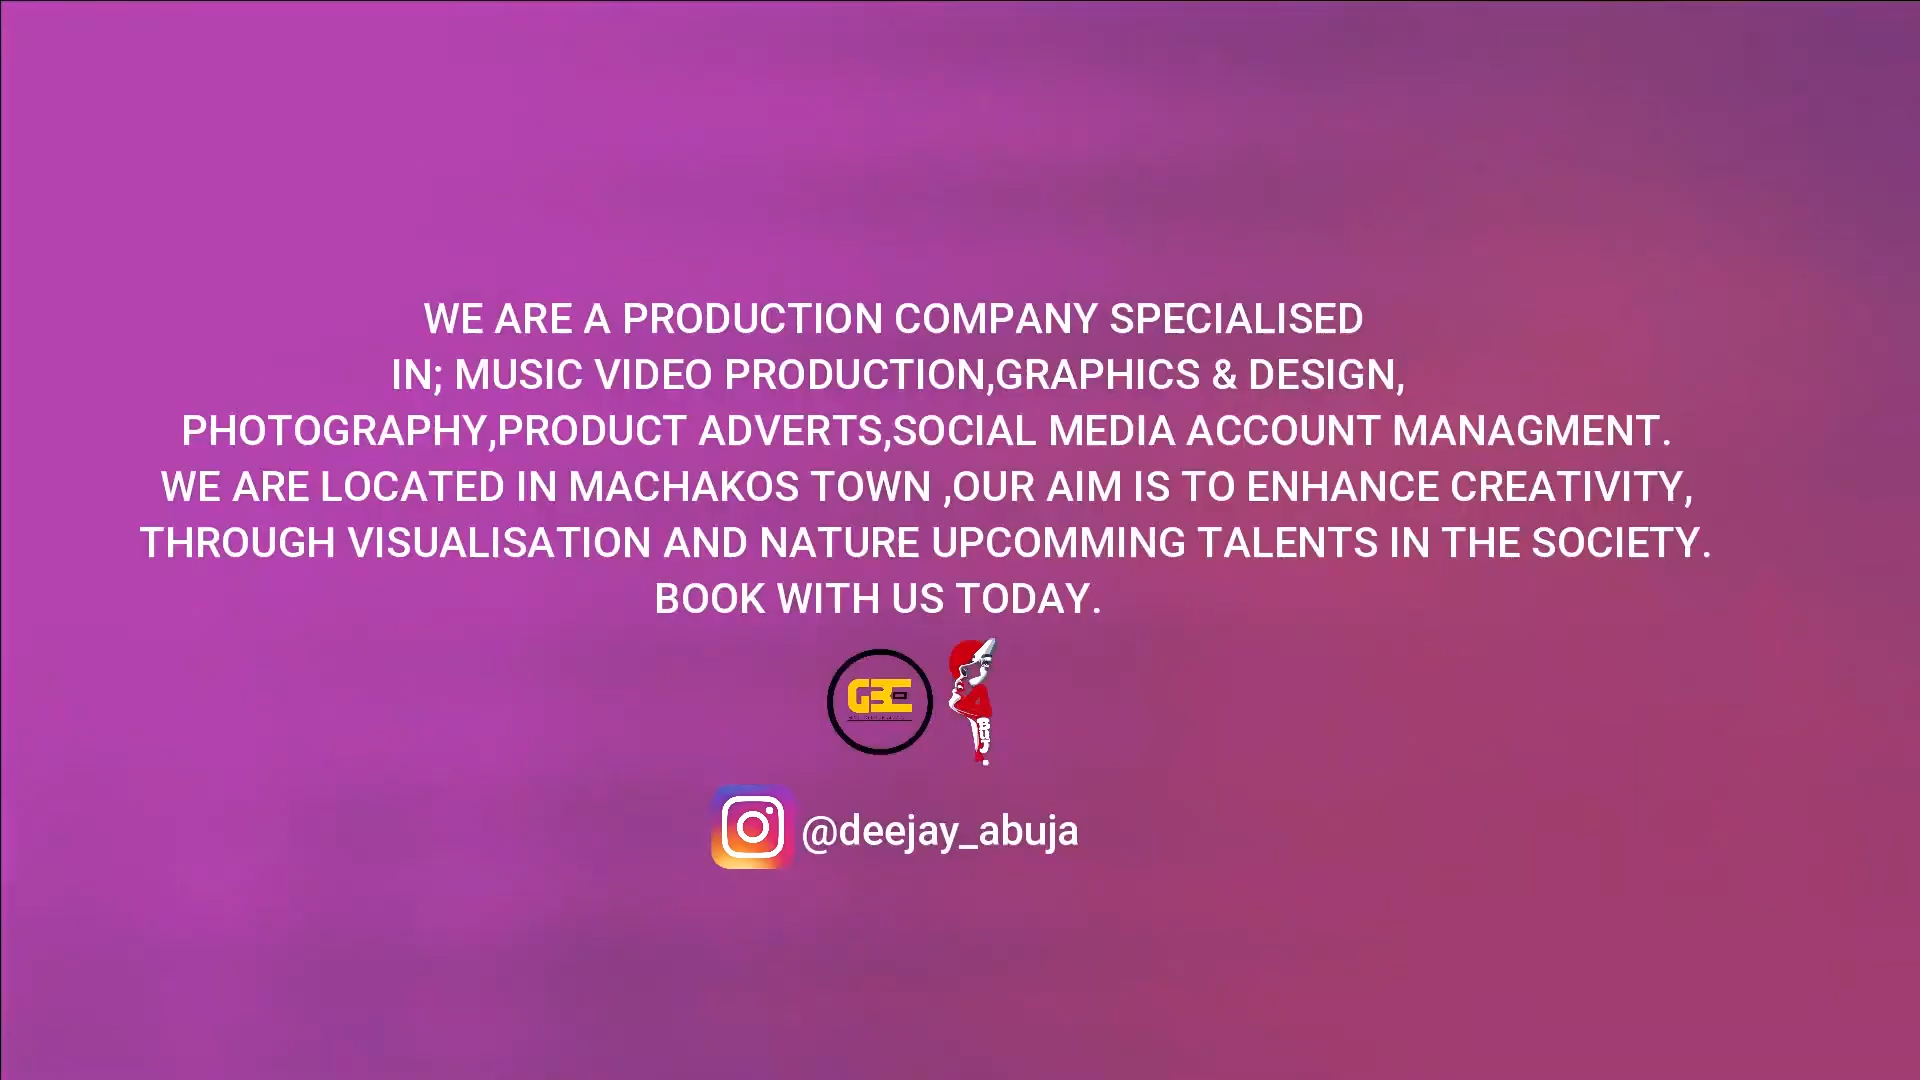 WE ARE A PRODUCTION COMPANY SPECIALISED
IN; MUSIC VIDEO PRODUCTION,GRAPHICS & DESIGN,
PHOTOGRAPHY,PRODUCT ADVERTS,SOCIAL MEDIA ACCOUNT MANAGMENT.
WE ARE LOCATED IN MACHAKOS TOWN ,OUR AIM IS TO ENHANCE CREATIVITY,
THROUGH VISUALISATION AND NATURE UPCOMMING TALENTS IN THE SOCIETY.
BOOK WITH US TODAY.
@deejay_abuja